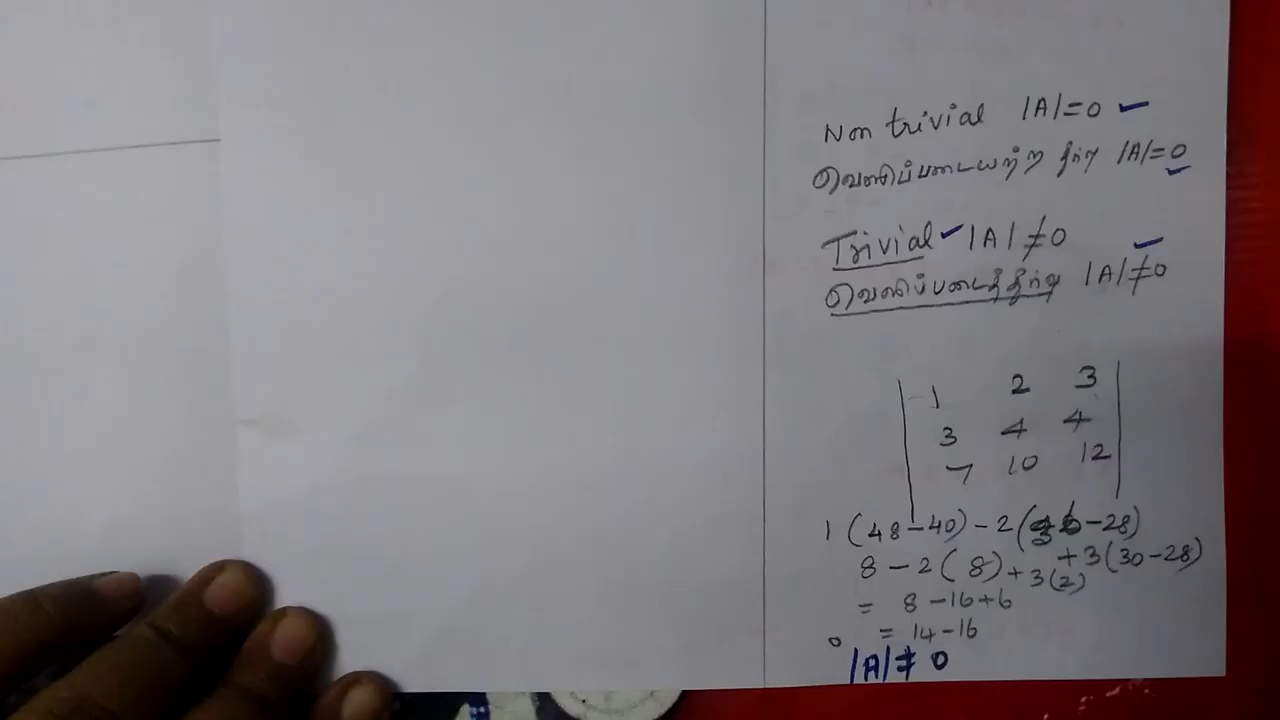 Non trivial |A|=0
வெளிப்படையற்ற தீர்வு |A|=0
Trivial |A|≠0
வெளிப்படைத் தீர்வு |A|≠0
1 2 3
3 4 4
7 10 12
1 (48-40) -2 (36-28)
+3(30-28)
8 -2(8) +3(2)
= 8-16+6
= 14-16
|A| ≠ 0